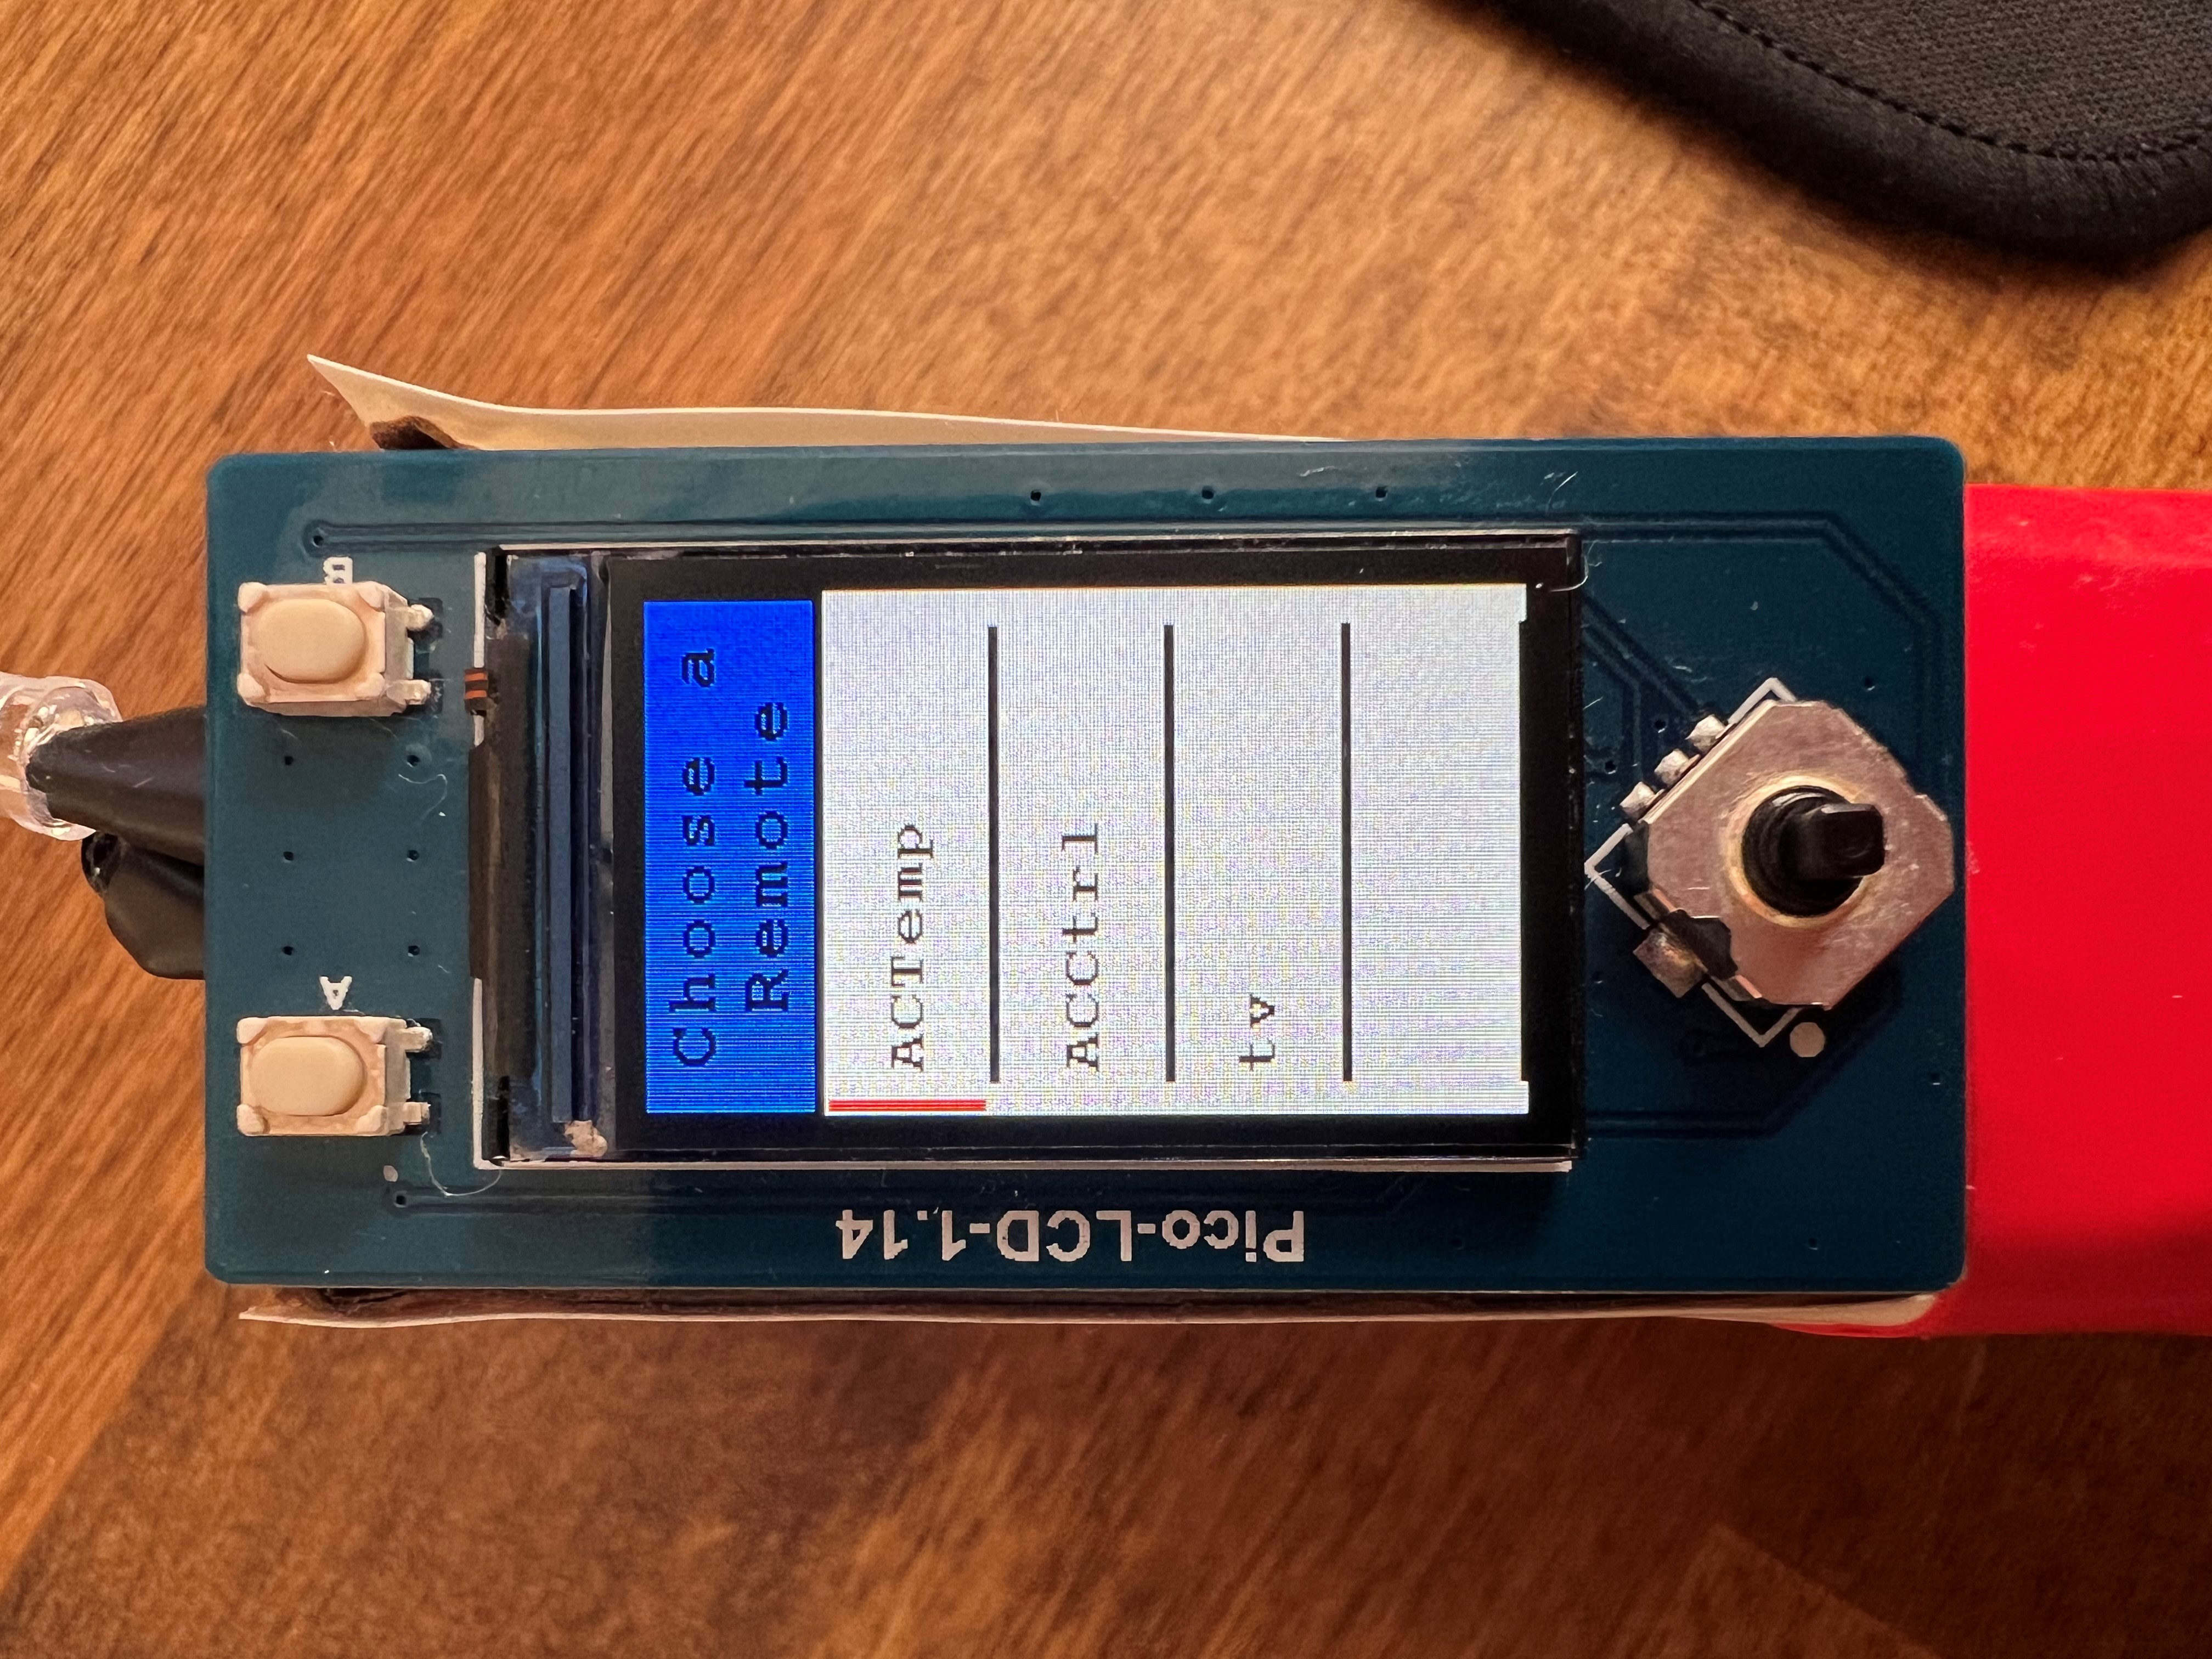 A
B
Choose a
Remote
ACTemp
ACCtrl
tv
Pico-LCD-1.14